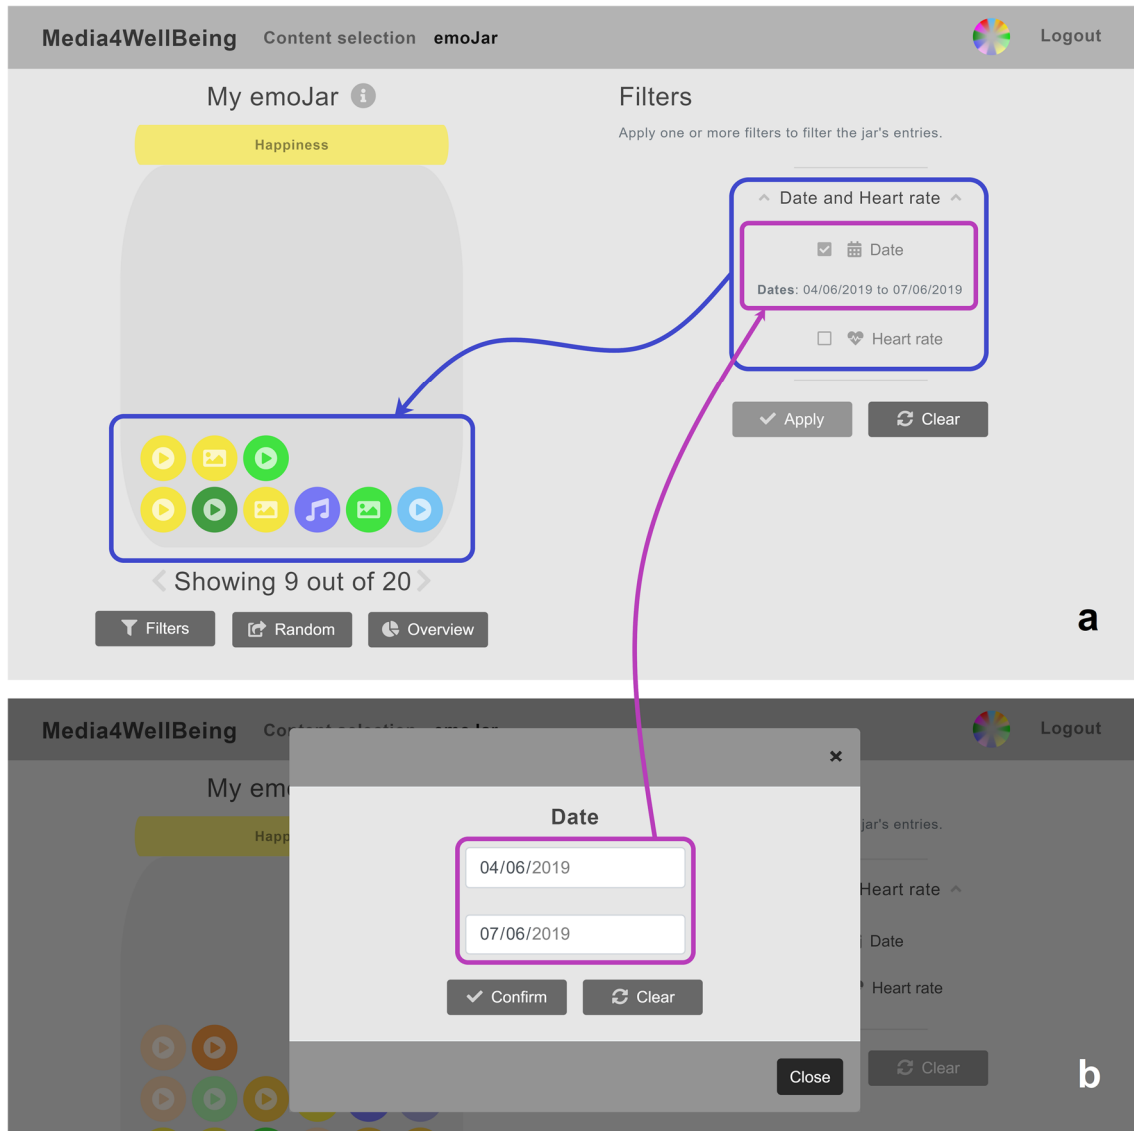 Media4WellBeing Content selection emoJar Logout
My emoJar
Happiness
Filters
Apply one or more filters to filter the jar's entries.
Date and Heart rate
Date
Dates: 04/06/2019 to 07/06/2019
Heart rate
Apply Clear
Showing 9 out of 20
Filters Random Overview
a
Media4WellBeing Logout
My
jar's entries.
Date
04/06/2019
07/06/2019
Confirm Clear
Heart rate
Date
Heart rate
Clear
Close
b